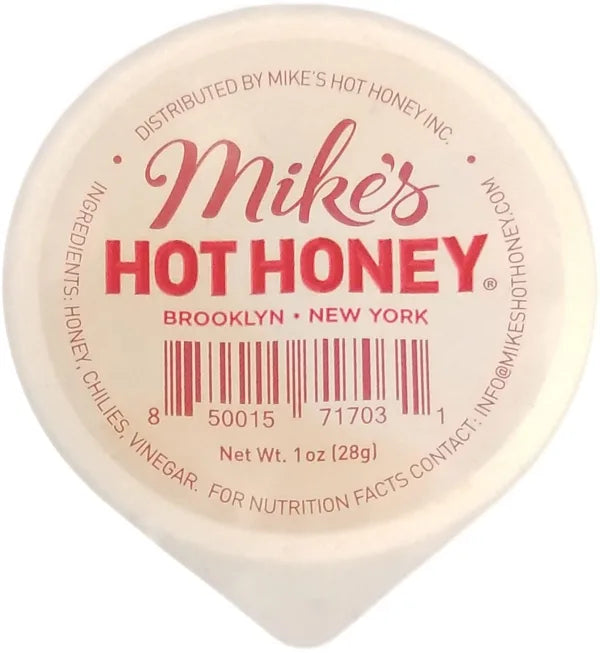 DISTRIBUTED BY MIKE'S HOT HONEY INC.
Mike's
HOT HONEY®
BROOKLYN • NEW YORK
8 50015 71703 1
Net Wt. 1oz (28g)
INGREDIENTS: HONEY, CHILIES, VINEGAR. FOR NUTRITION FACTS CONTACT: INFO@MIKESHOTHONEY.COM